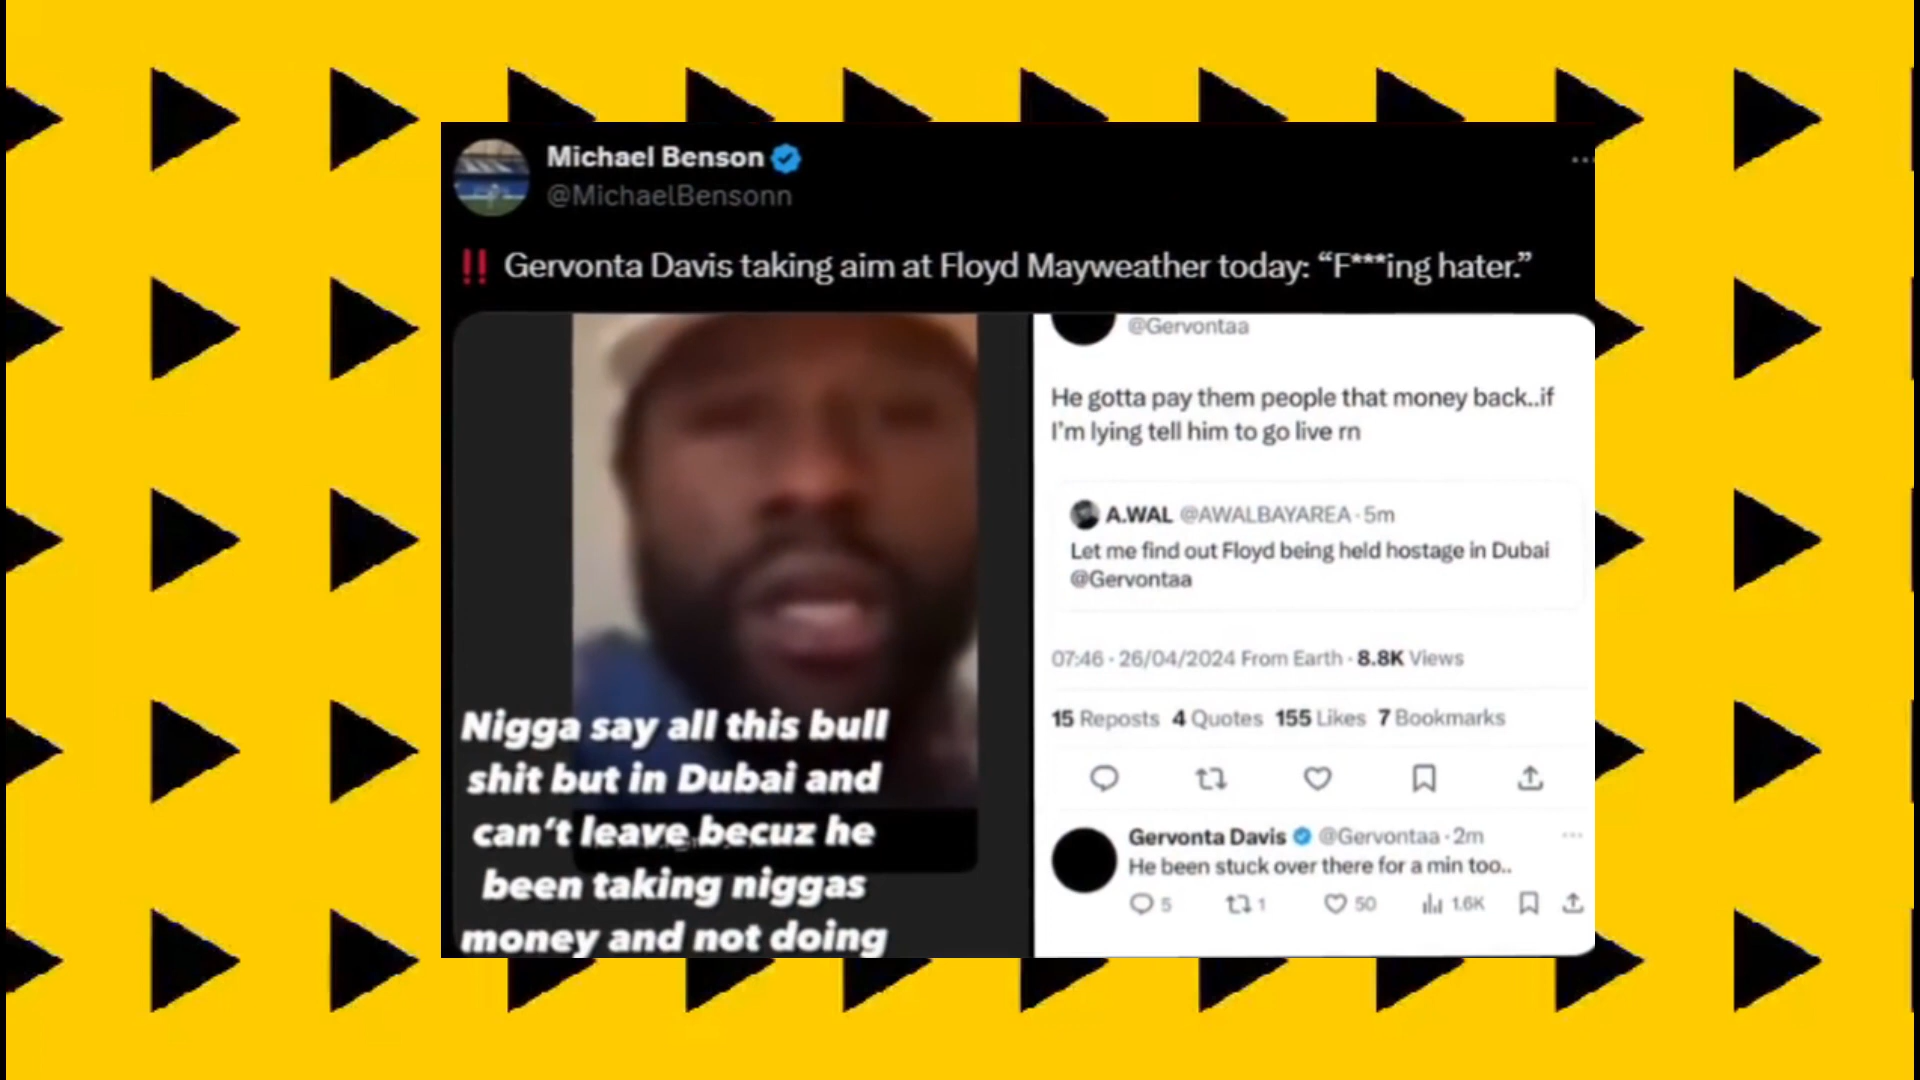 Michael Benson
@MichaelBensonn
‼ Gervonta Davis taking aim at Floyd Mayweather today: “F***ing hater.”
Nigga say all this bull
shit but in Dubai and
can’t leave becuz he
been taking niggas
money and not doing
@Gervontaa
He gotta pay them people that money back..if
I’m lying tell him to go live rn
A.WAL @AWALBAYAREA · 5m
Let me find out Floyd being held hostage in Dubai
@Gervontaa
07:46 · 26/04/2024 From Earth · 8.8K Views
15 Reposts 4 Quotes 155 Likes 7 Bookmarks
Gervonta Davis @Gervontaa · 2m
He been stuck over there for a min too..
5 1 50 1.6K